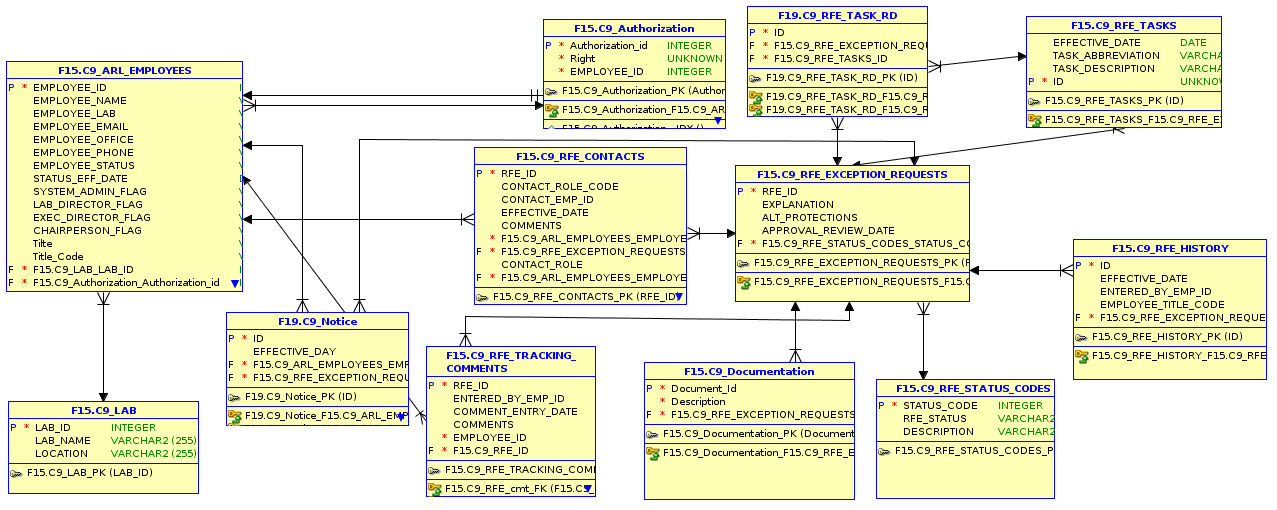 F15.C9_ARL_EMPLOYEES
P * EMPLOYEE_ID
EMPLOYEE_NAME
EMPLOYEE_LAB
EMPLOYEE_EMAIL
EMPLOYEE_OFFICE
EMPLOYEE_PHONE
EMPLOYEE_STATUS
STATUS_EFF_DATE
SYSTEM_ADMIN_FLAG
LAB_DIRECTOR_FLAG
EXEC_DIRECTOR_FLAG
CHAIRPERSON_FLAG
Tilte
Title_Code
F * F15.C9_LAB_LAB_ID
F * F15.C9_Authorization_Authorization_id
F15.C9_Authorization
P * Authorization_id INTEGER
* Right UNKNOWN
* EMPLOYEE_ID INTEGER
F15.C9_Authorization_PK (Author
F15.C9_Authorization_F15.C9_AR
F15.C9_Authorization__IDX ()
F19.C9_RFE_TASK_RD
P * ID
F * F15.C9_RFE_EXCEPTION_REQU
F * F15.C9_RFE_TASKS_ID
F19.C9_RFE_TASK_RD_PK (ID)
F19.C9_RFE_TASK_RD_F15.C9_R
F19.C9_RFE_TASK_RD_F15.C9_R
F15.C9_RFE_TASKS
EFFECTIVE_DATE DATE
TASK_ABBREVIATION VARCHA
TASK_DESCRIPTION VARCHA
P * ID UNKNOV
F15.C9_RFE_TASKS_PK (ID)
F15.C9_RFE_TASKS_F15.C9_RFE_E
F15.C9_RFE_CONTACTS
P * RFE_ID
CONTACT_ROLE_CODE
CONTACT_EMP_ID
EFFECTIVE_DATE
COMMENTS
* F15.C9_ARL_EMPLOYEES_EMPLOYE
F * F15.C9_RFE_EXCEPTION_REQUESTS
CONTACT_ROLE
F * F15.C9_ARL_EMPLOYEES_EMPLOYE
F15.C9_RFE_CONTACTS_PK (RFE_ID
F15.C9_RFE_EXCEPTION_REQUESTS
P * RFE_ID
EXPLANATION
ALT_PROTECTIONS
APPROVAL_REVIEW_DATE
F * F15.C9_RFE_STATUS_CODES_STATUS_CO
F15.C9_RFE_EXCEPTION_REQUESTS_PK (R
F15.C9_RFE_EXCEPTION_REQUESTS_F15.C
F15.C9_RFE_HISTORY
P * ID
EFFECTIVE_DATE
ENTERED_BY_EMP_ID
EMPLOYEE_TITLE_CODE
F * F15.C9_RFE_EXCEPTION_REQUE
F15.C9_RFE_HISTORY_PK (ID)
F15.C9_RFE_HISTORY_F15.C9_RFE
F15.C9_LAB
P * LAB_ID INTEGER
LAB_NAME VARCHAR2 (255)
LOCATION VARCHAR2 (255)
F15.C9_LAB_PK (LAB_ID)
F19.C9_Notice
P * ID
EFFECTIVE_DAY
F * F15.C9_ARL_EMPLOYEES_EMP
F * F15.C9_RFE_EXCEPTION_REQU
F19.C9_Notice_PK (ID)
F19.C9_Notice_F15.C9_ARL_EMP
F15.C9_RFE_TRACKING_
COMMENTS
P * RFE_ID
ENTERED_BY_EMP_ID
COMMENT_ENTRY_DATE
COMMENTS
* EMPLOYEE_ID
F * F15.C9_RFE_ID
F15.C9_RFE_TRACKING_COMI
F15.C9_RFE_cmt_FK (F15.C9_
F15.C9_Documentation
P * Document_Id
* Description
F * F15.C9_RFE_EXCEPTION_REQUESTS
F15.C9_Documentation_PK (Document
F15.C9_Documentation_F15.C9_RFE_E
F15.C9_RFE_STATUS_CODES
P * STATUS_CODE INTEGER
RFE_STATUS VARCHAR2
DESCRIPTION VARCHAR2
F15.C9_RFE_STATUS_CODES_P